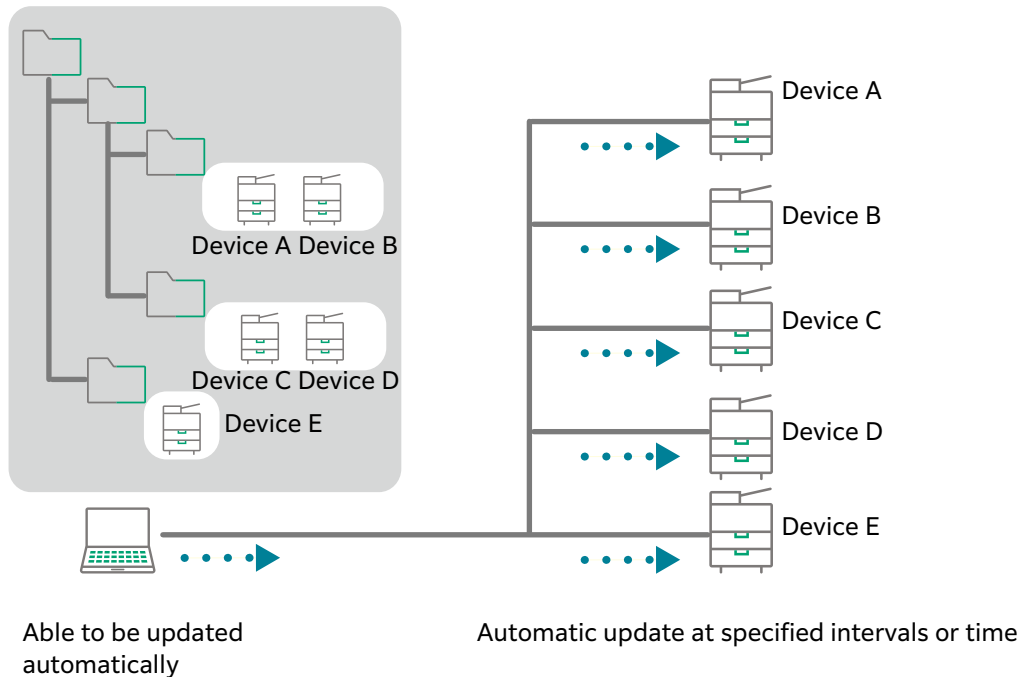 Device A Device B
Device C Device D
Device E
Device A
Device B
Device C
Device D
Device E
Able to be updated
automatically
Automatic update at specified intervals or time